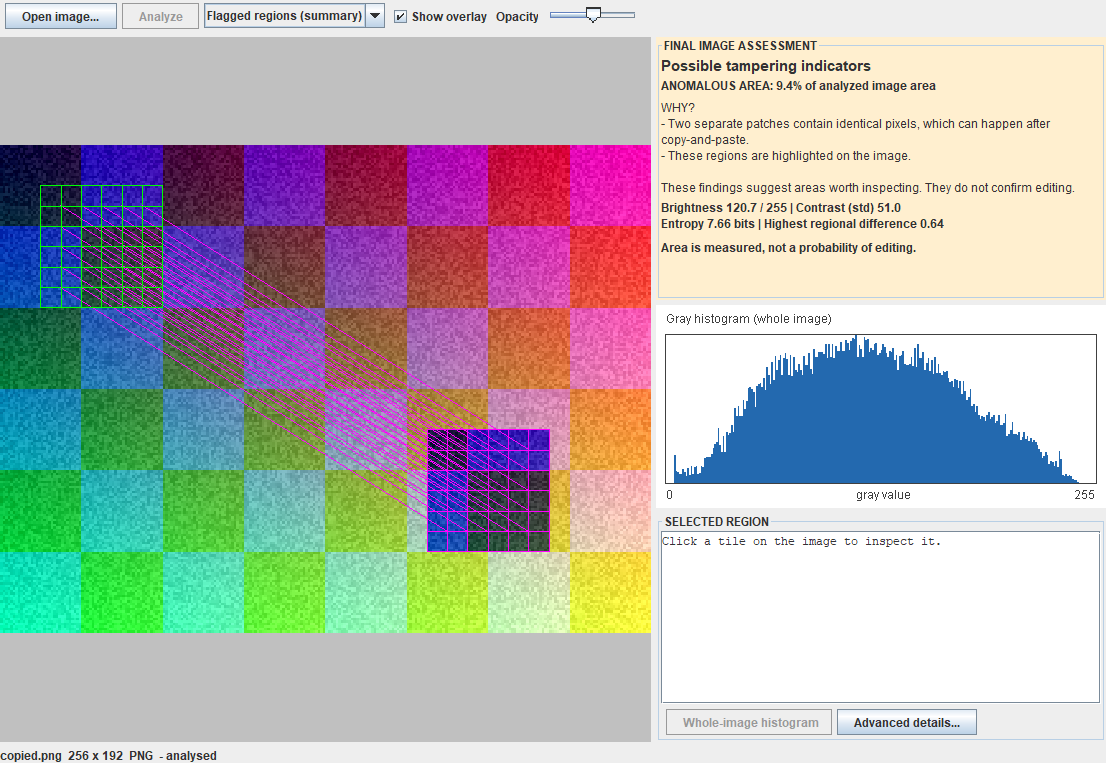 Open image...
Analyze
Flagged regions (summary)
Show overlay
Opacity
FINAL IMAGE ASSESSMENT
Possible tampering indicators
ANOMALOUS AREA: 9.4% of analyzed image area
WHY?
- Two separate patches contain identical pixels, which can happen after
copy-and-paste.
- These regions are highlighted on the image.
These findings suggest areas worth inspecting. They do not confirm editing.
Brightness 120.7 / 255 | Contrast (std) 51.0
Entropy 7.66 bits | Highest regional difference 0.64
Area is measured, not a probability of editing.
Gray histogram (whole image)
0
gray value
255
SELECTED REGION
Click a tile on the image to inspect it.
Whole-image histogram
Advanced details...
copied.png 256 x 192 PNG - analysed